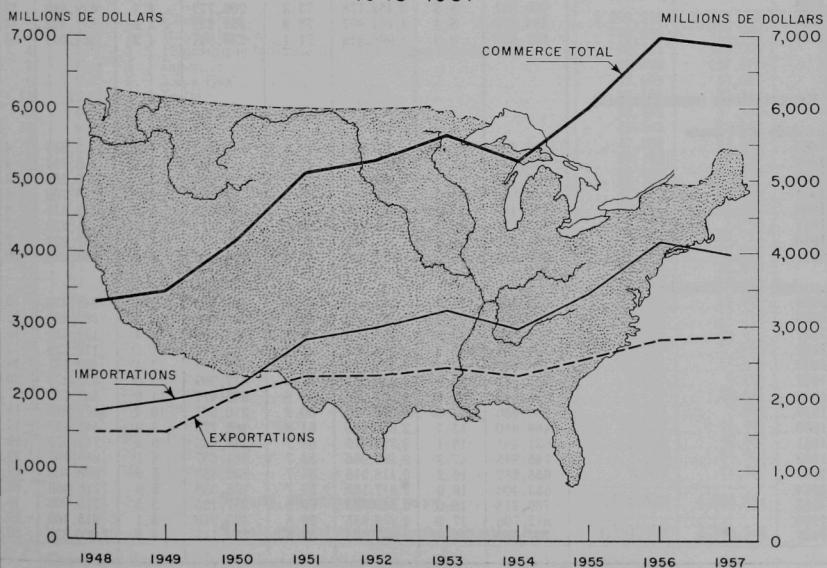 MILLIONS DE DOLLARS
MILLIONS DE DOLLARS
7,000
6,000
5,000
4,000
3,000
2,000
1,000
0
COMMERCE TOTAL
IMPORTATIONS
EXPORTATIONS
7,000
6,000
5,000
4,000
3,000
2,000
1,000
0
1948 1949 1950 1951 1952 1953 1954 1955 1956 1957